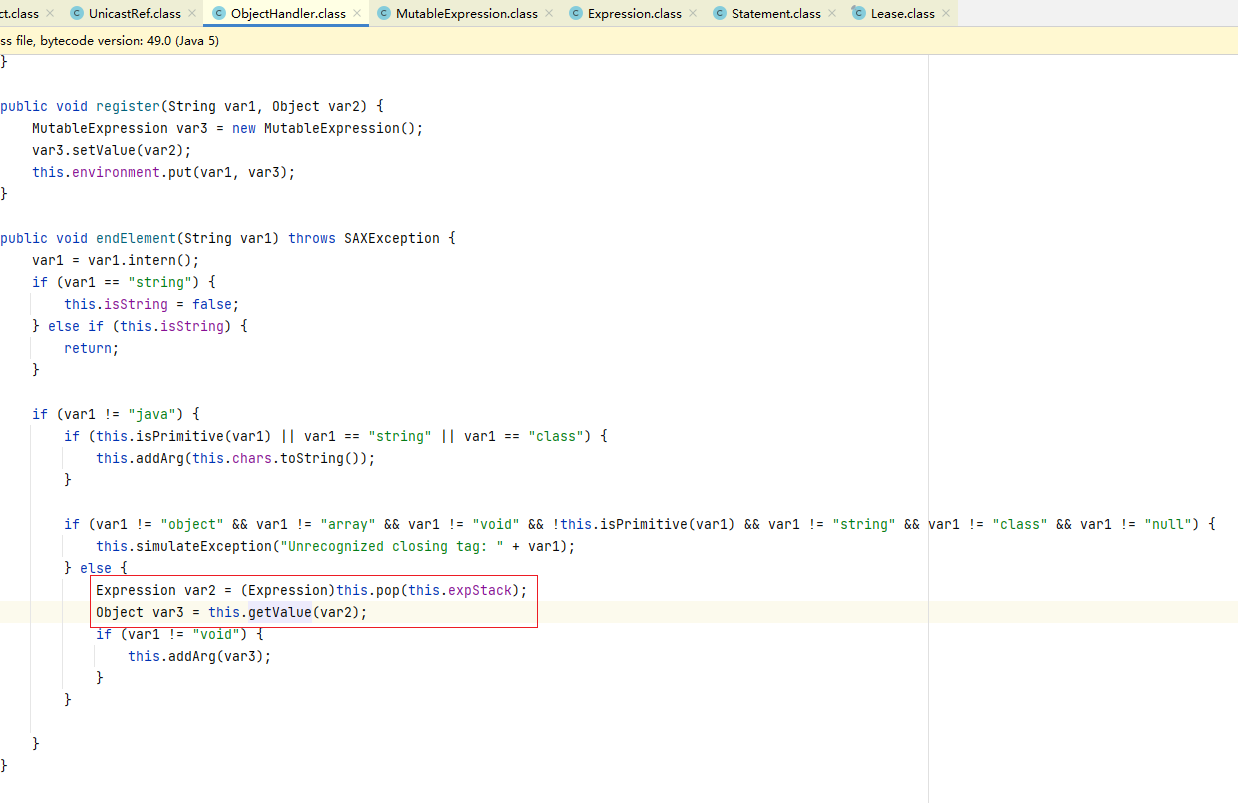 ct.class × UnicastRef.class × ObjectHandler.class × MutableExpression.class × Expression.class × Statement.class × Lease.class ×
ss file, bytecode version: 49.0 (Java 5)
}
public void register(String var1, Object var2) {
MutableExpression var3 = new MutableExpression();
var3.setValue(var2);
this.environment.put(var1, var3);
}
public void endElement(String var1) throws SAXException {
var1 = var1.intern();
if (var1 == "string") {
this.isString = false;
} else if (this.isString) {
return;
}
if (var1 != "java") {
if (this.isPrimitive(var1) || var1 == "string" || var1 == "class") {
this.addArg(this.chars.toString());
}
if (var1 != "object" && var1 != "array" && var1 != "void" && !this.isPrimitive(var1) && var1 != "string" && var1 != "class" && var1 != "null") {
this.simulateException("Unrecognized closing tag: " + var1);
} else {
Expression var2 = (Expression)this.pop(this.expStack);
Object var3 = this.getValue(var2);
if (var1 != "void") {
this.addArg(var3);
}
}
}
}